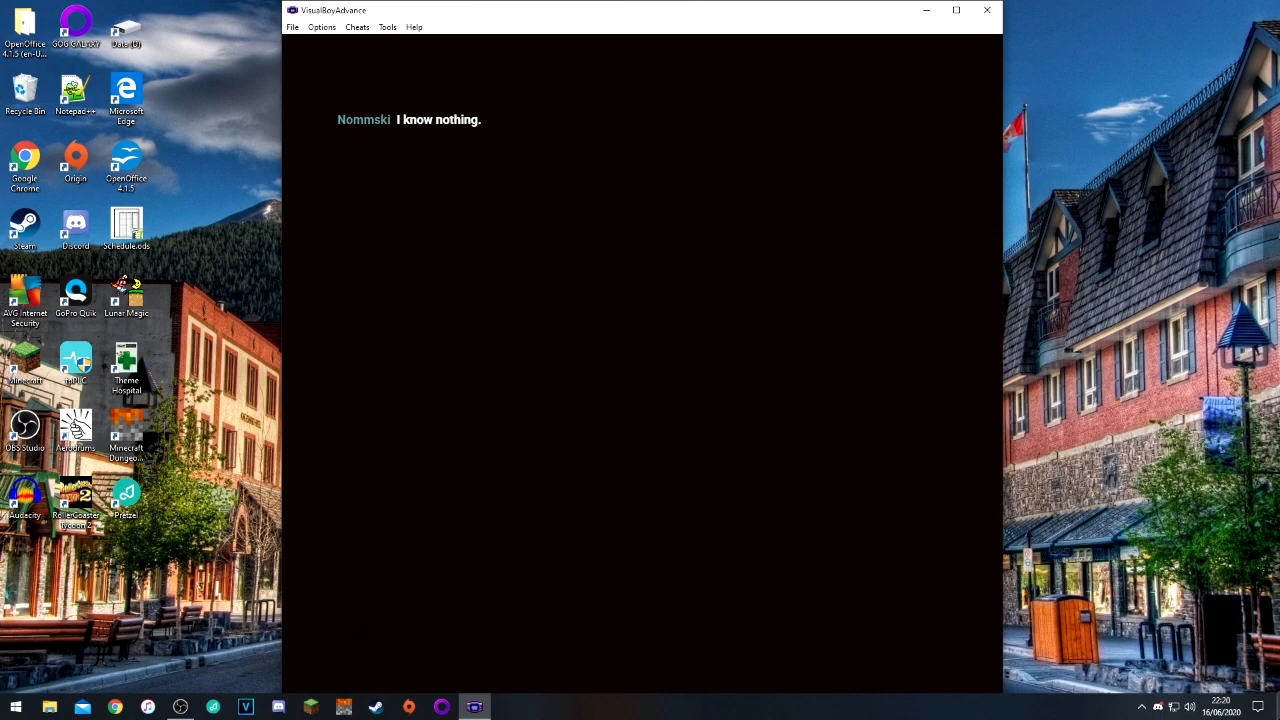 VisualBoyAdvance
File Options Cheats Tools Help
Nommski I know nothing.
OpenOffice 4.1.5 (en-U...
GOG GALAXY
Data (D)
Recycle Bin
Notepad++
Microsoft Edge
Google Chrome
Origin
OpenOffice 4.1.5
Steam
Discord
Schedule.ods
AVG Internet Security
GoPro Quik
Lunar Magic
Minecraft
Theme Hospital
OBS Studio
Aerodrums
Minecraft Dungeo...
Audacity
RollerCoaster Tycoon 2
Pretzel
22:20
16/06/2020